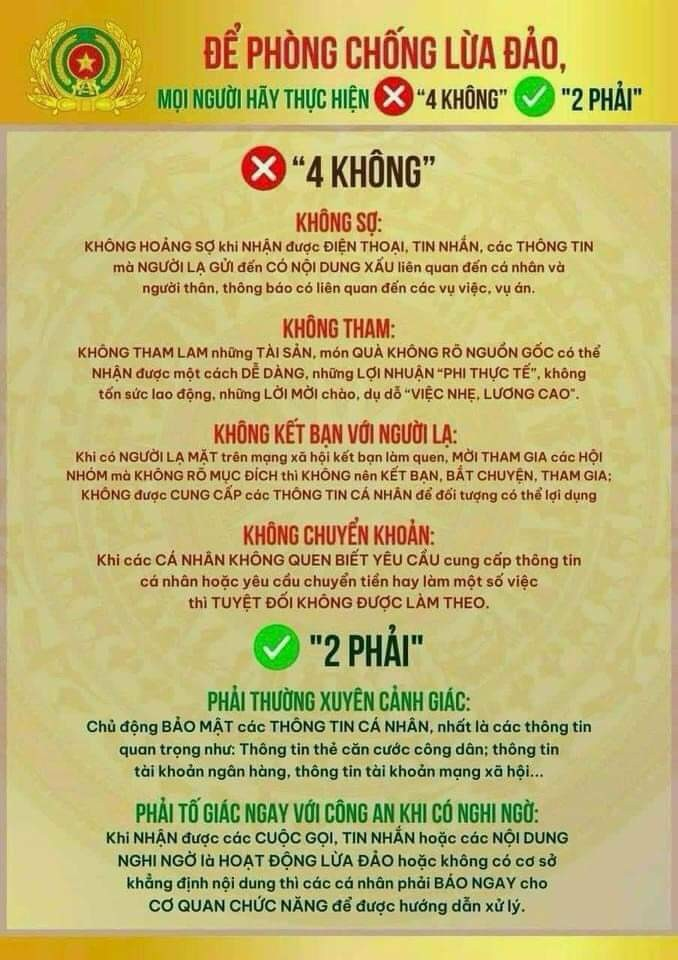 ĐỂ PHÒNG CHỐNG LỪA ĐẢO,
MỌI NGƯỜI HÃY THỰC HIỆN "4 KHÔNG" "2 PHẢI"
"4 KHÔNG"
KHÔNG SỢ:
KHÔNG HOẢNG SỢ khi NHẬN được ĐIỆN THOẠI, TIN NHẮN, các THÔNG TIN
mà NGƯỜI LẠ GỬI đến CÓ NỘI DUNG XẤU liên quan đến cá nhân và
người thân, thông báo có liên quan đến các vụ việc, vụ án.
KHÔNG THAM:
KHÔNG THAM LAM những TÀI SẢN, món QUÀ KHÔNG RÕ NGUỒN GỐC có thể
NHẬN được một cách DỄ DÀNG, những LỢI NHUẬN "PHI THỰC TẾ", không
tốn sức lao động, những LỜI MỜI chào, dụ dỗ "VIỆC NHẸ, LƯƠNG CAO".
KHÔNG KẾT BẠN VỚI NGƯỜI LẠ:
Khi có NGƯỜI LẠ MẶT trên mạng xã hội kết bạn làm quen, MỜI THAM GIA các HỘI
NHÓM mà KHÔNG RÕ MỤC ĐÍCH thì KHÔNG nên KẾT BẠN, BẮT CHUYỆN, THAM GIA;
KHÔNG được CUNG CẤP các THÔNG TIN CÁ NHÂN để đối tượng có thể lợi dụng
KHÔNG CHUYỂN KHOẢN:
Khi các CÁ NHÂN KHÔNG QUEN BIẾT YÊU CẦU cung cấp thông tin
cá nhân hoặc yêu cầu chuyển tiền hay làm một số việc
thì TUYỆT ĐỐI KHÔNG ĐƯỢC LÀM THEO.
"2 PHẢI"
PHẢI THƯỜNG XUYÊN CẢNH GIÁC:
Chủ động BẢO MẬT các THÔNG TIN CÁ NHÂN, nhất là các thông tin
quan trọng như: Thông tin thẻ căn cước công dân; thông tin
tài khoản ngân hàng, thông tin tài khoản mạng xã hội...
PHẢI TỐ GIÁC NGAY VỚI CÔNG AN KHI CÓ NGHI NGỜ:
Khi NHẬN được các CUỘC GỌI, TIN NHẮN hoặc các NỘI DUNG
NGHI NGỜ là HOẠT ĐỘNG LỪA ĐẢO hoặc không có cơ sở
khẳng định nội dung thì các cá nhân phải BÁO NGAY cho
CƠ QUAN CHỨC NĂNG để được hướng dẫn xử lý.